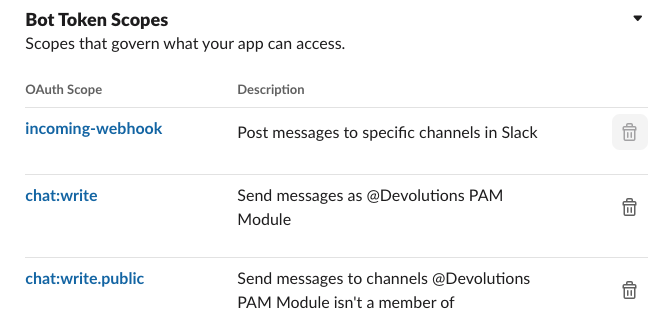 Bot Token Scopes
Scopes that govern what your app can access.
OAuth Scope Description
incoming-webhook Post messages to specific channels in Slack
chat:write Send messages as @Devolutions PAM
Module
chat:write.public Send messages to channels @Devolutions
PAM Module isn't a member of